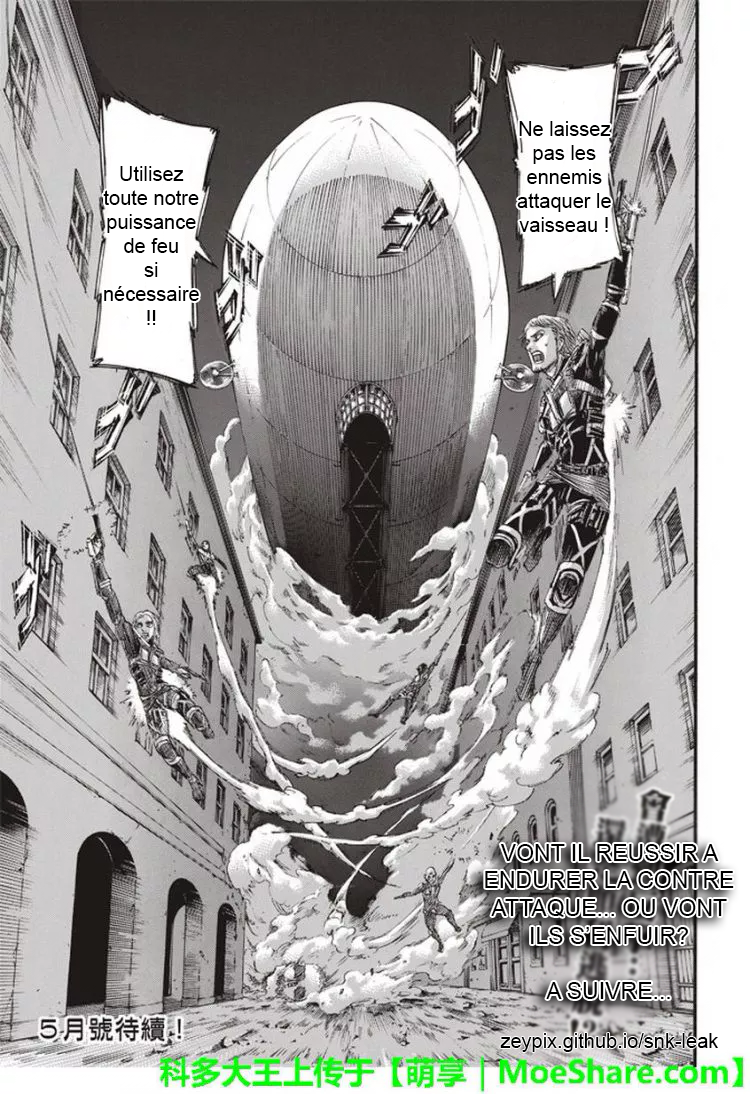 Ne laissez
pas les
ennemis
attaquer le
vaisseau !
Utilisez
toute notre
puissance
de feu
si
nécessaire
!!
VONT IL REUSSIR A
ENDURER LA CONTRE
ATTAQUE... OU VONT
ILS S'ENFUIR?
A SUIVRE...
5月號待續!
zeypix.github.io/snk-leak
科多大王上传于【萌享｜MoeShare.com】